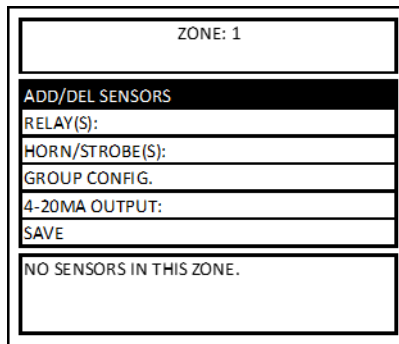 ZONE: 1
ADD/DEL SENSORS
RELAY(S):
HORN/STROBE(S):
GROUP CONFIG.
4-20MA OUTPUT:
SAVE
NO SENSORS IN THIS ZONE.